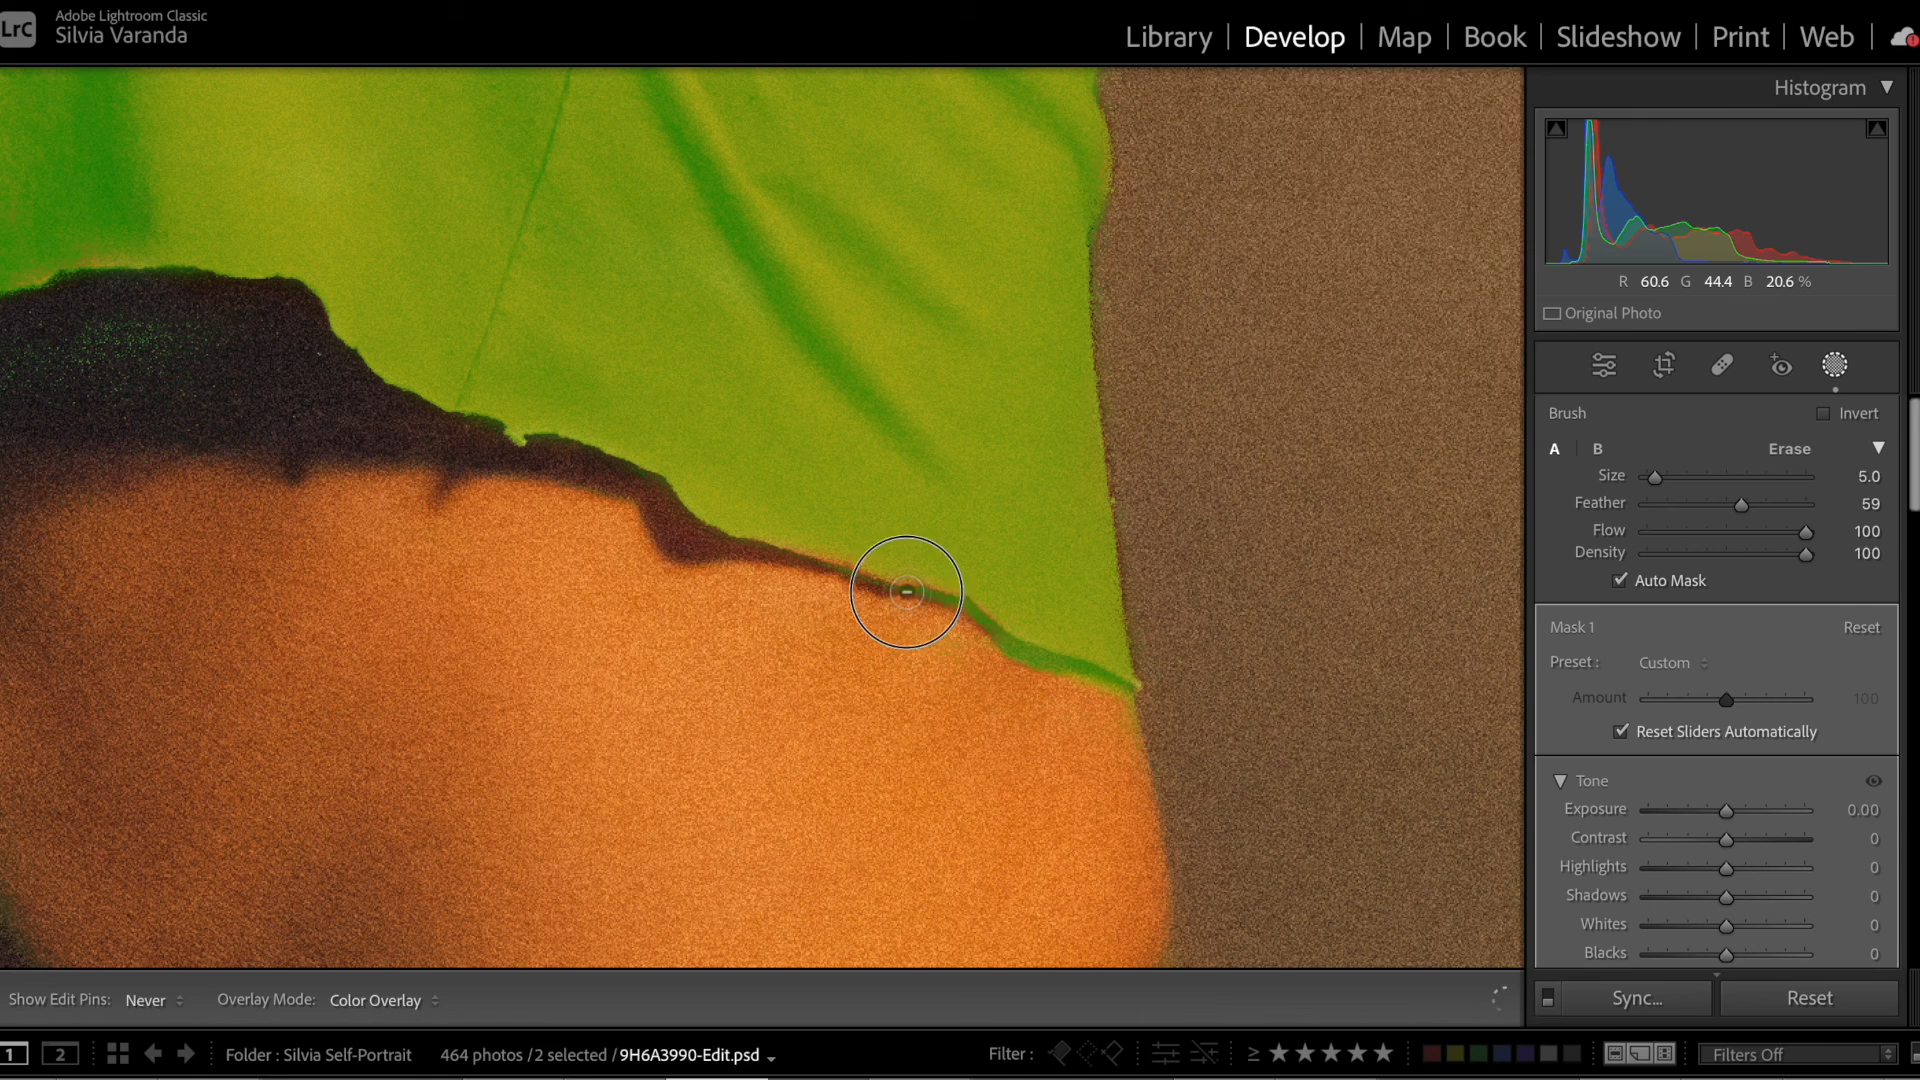 LrC
Adobe Lightroom Classic
Silvia Varanda
Library | Develop | Map | Book | Slideshow | Print | Web |
Histogram
R 60.6 G 44.4 B 20.6 %
Original Photo
Brush Invert
A B Erase
Size 5.0
Feather 59
Flow 100
Density 100
Auto Mask
Mask 1 Reset
Preset : Custom
Amount 100
Reset Sliders Automatically
Tone
Exposure 0.00
Contrast 0
Highlights 0
Shadows 0
Whites 0
Blacks 0
Show Edit Pins: Never Overlay Mode: Color Overlay
Sync... Reset
1 2 Folder : Silvia Self-Portrait 464 photos / 2 selected / 9H6A3990-Edit.psd Filter : ≥ ★★★★★ Filters Off